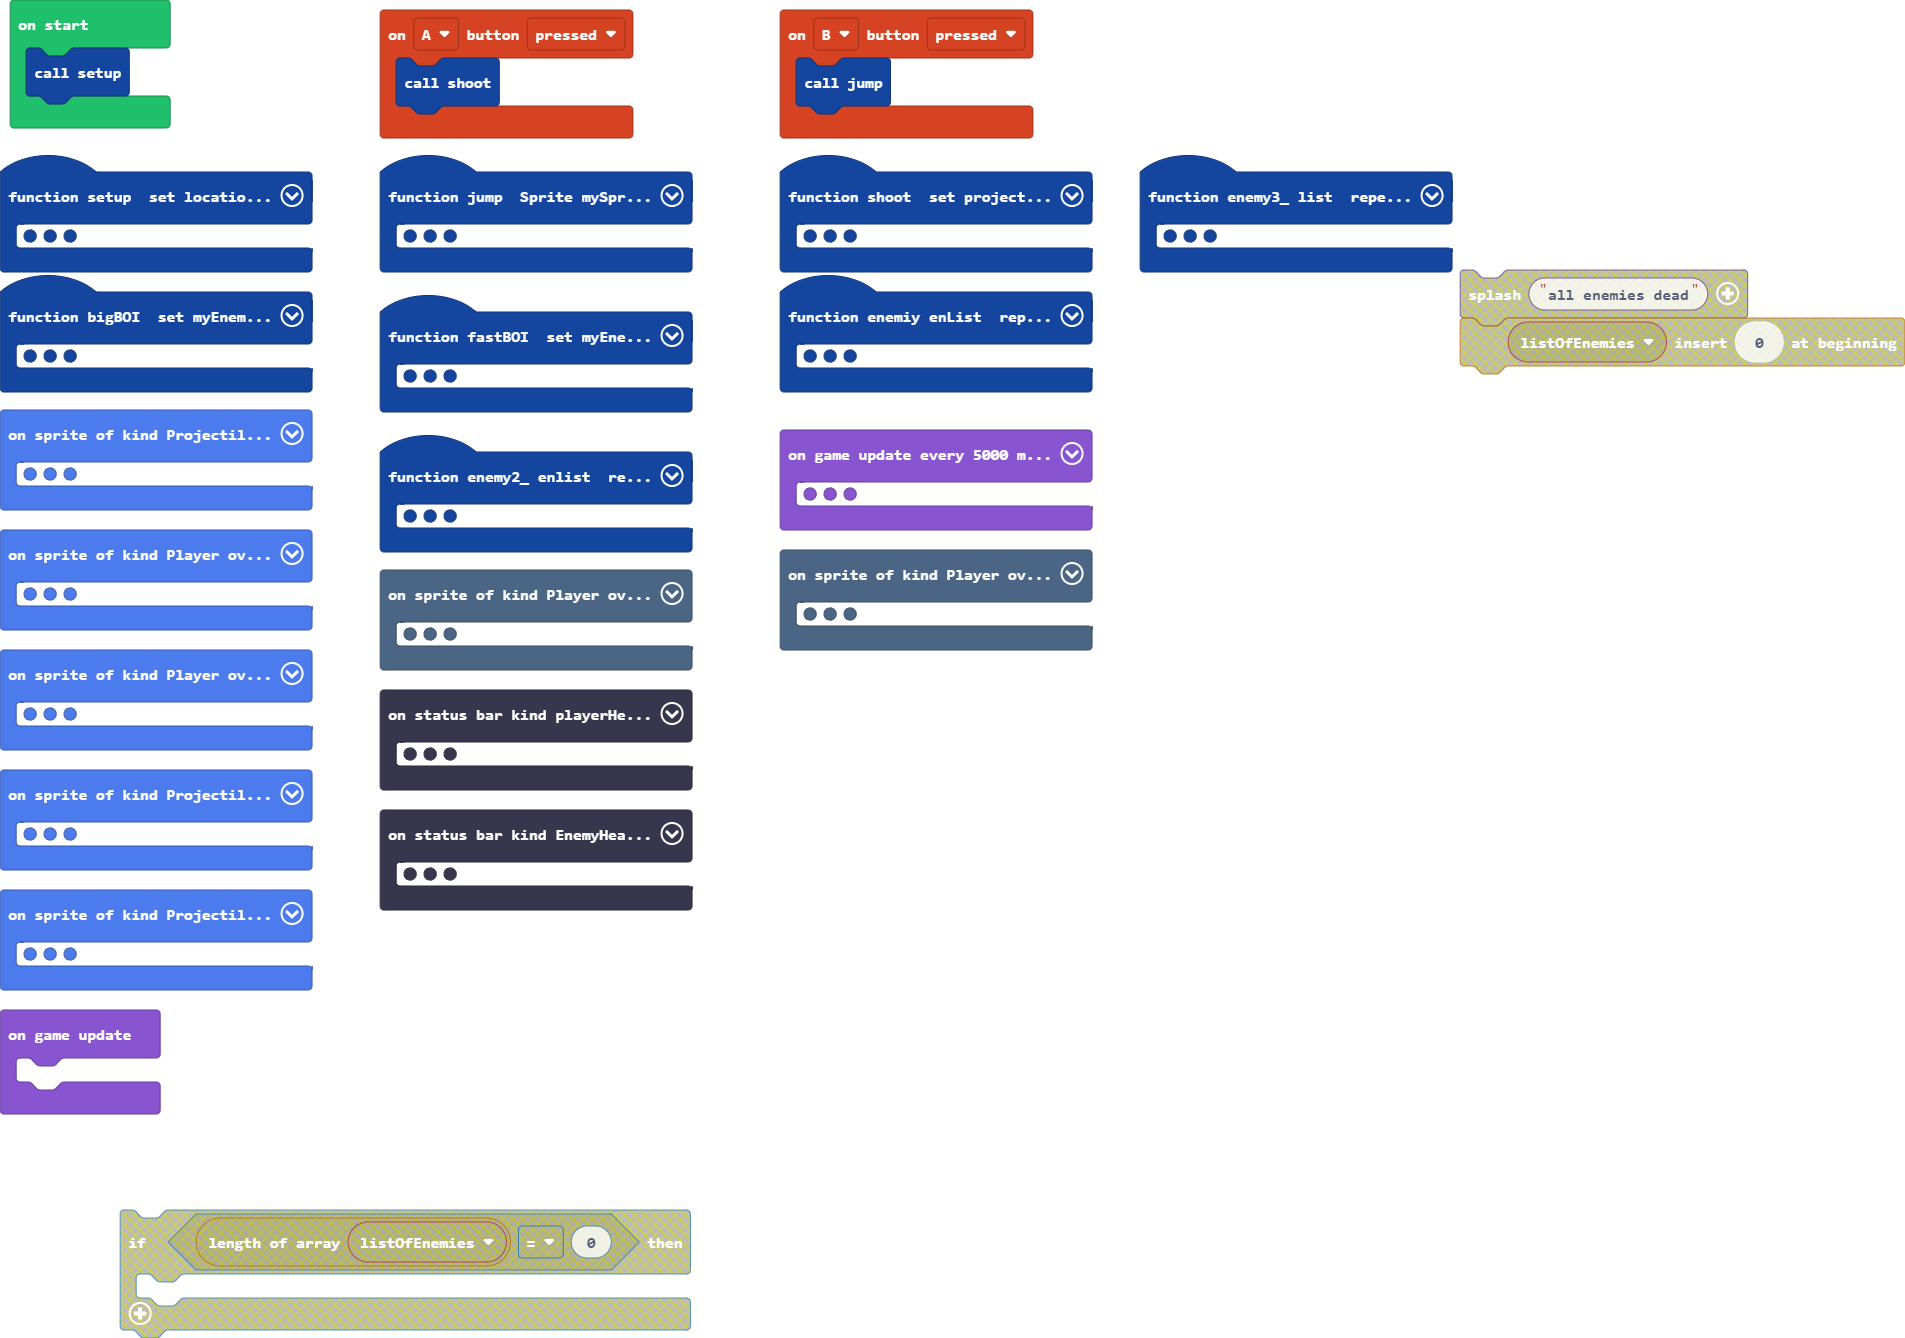 on start
call setup
on A button pressed
call shoot
on B button pressed
call jump
function setup set locatio...
function jump Sprite mySpr...
function shoot set project...
function enemy3_ list repe...
function bigBOI set myEnem...
function fastBOI set myEne...
function enemiy enList rep...
splash "all enemies dead"
listOfEnemies insert 0 at beginning
on sprite of kind Projectil...
function enemy2_ enlist re...
on game update every 5000 m...
on sprite of kind Player ov...
on sprite of kind Player ov...
on sprite of kind Player ov...
on sprite of kind Player ov...
on status bar kind playerHe...
on sprite of kind Projectil...
on status bar kind EnemyHea...
on sprite of kind Projectil...
on game update
if length of array listOfEnemies = 0 then